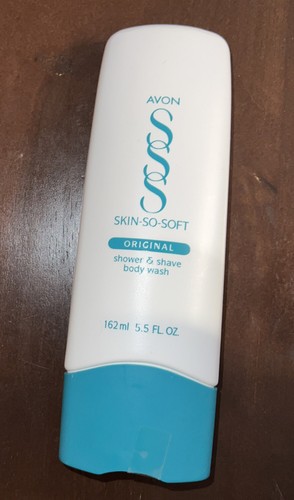 AVON
SSS
SKIN-SO-SOFT
ORIGINAL
shower & shave
body wash
162ml 5.5 FL. OZ.